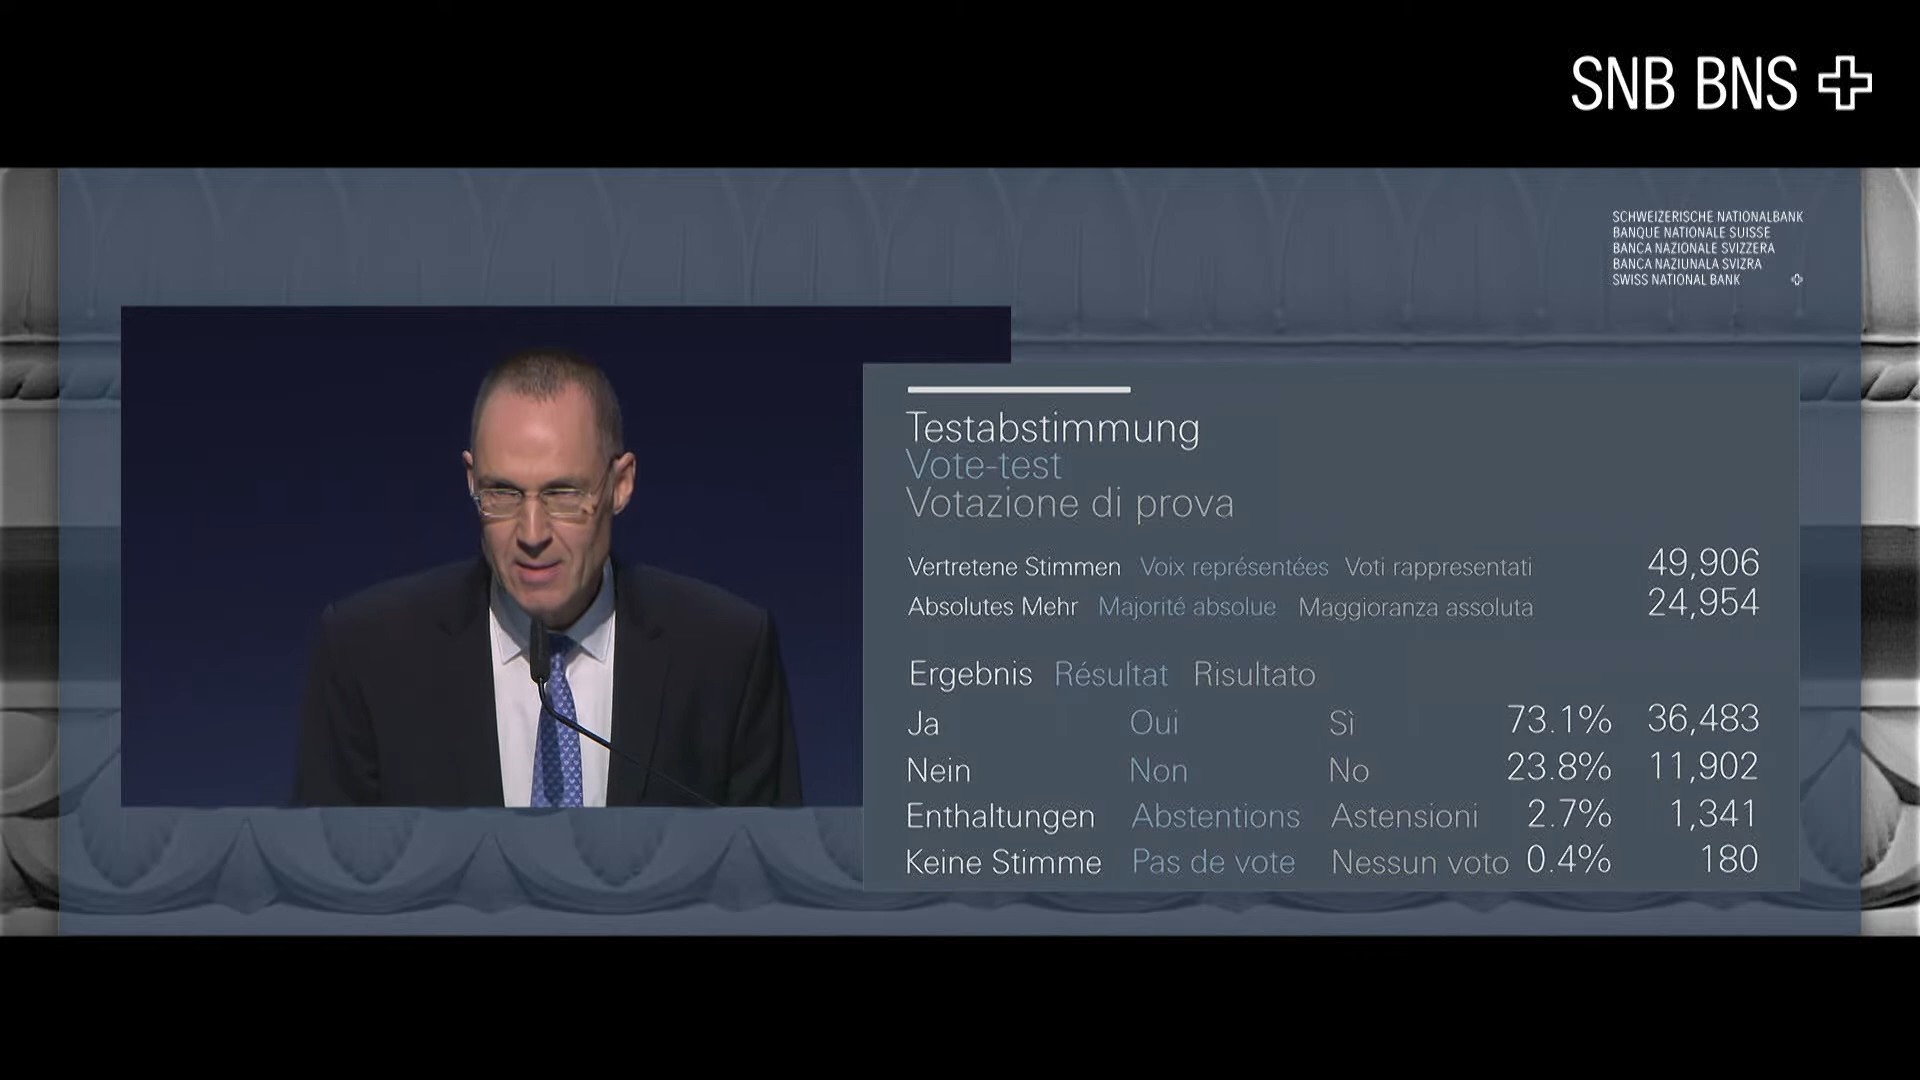 SNB BNS
SCHWEIZERISCHE NATIONALBANK
BANQUE NATIONALE SUISSE
BANCA NAZIONALE SVIZZERA
BANCA NAZIUNALA SVIZRA
SWISS NATIONAL BANK
Testabstimmung
Vote-test
Votazione di prova
Vertretene Stimmen Voix représentées Voti rappresentati 49,906
Absolutes Mehr Majorité absolue Maggioranza assoluta 24,954
Ergebnis Résultat Risultato
Ja Oui Sì 73.1% 36,483
Nein Non No 23.8% 11,902
Enthaltungen Abstentions Astensioni 2.7% 1,341
Keine Stimme Pas de vote Nessun voto 0.4% 180